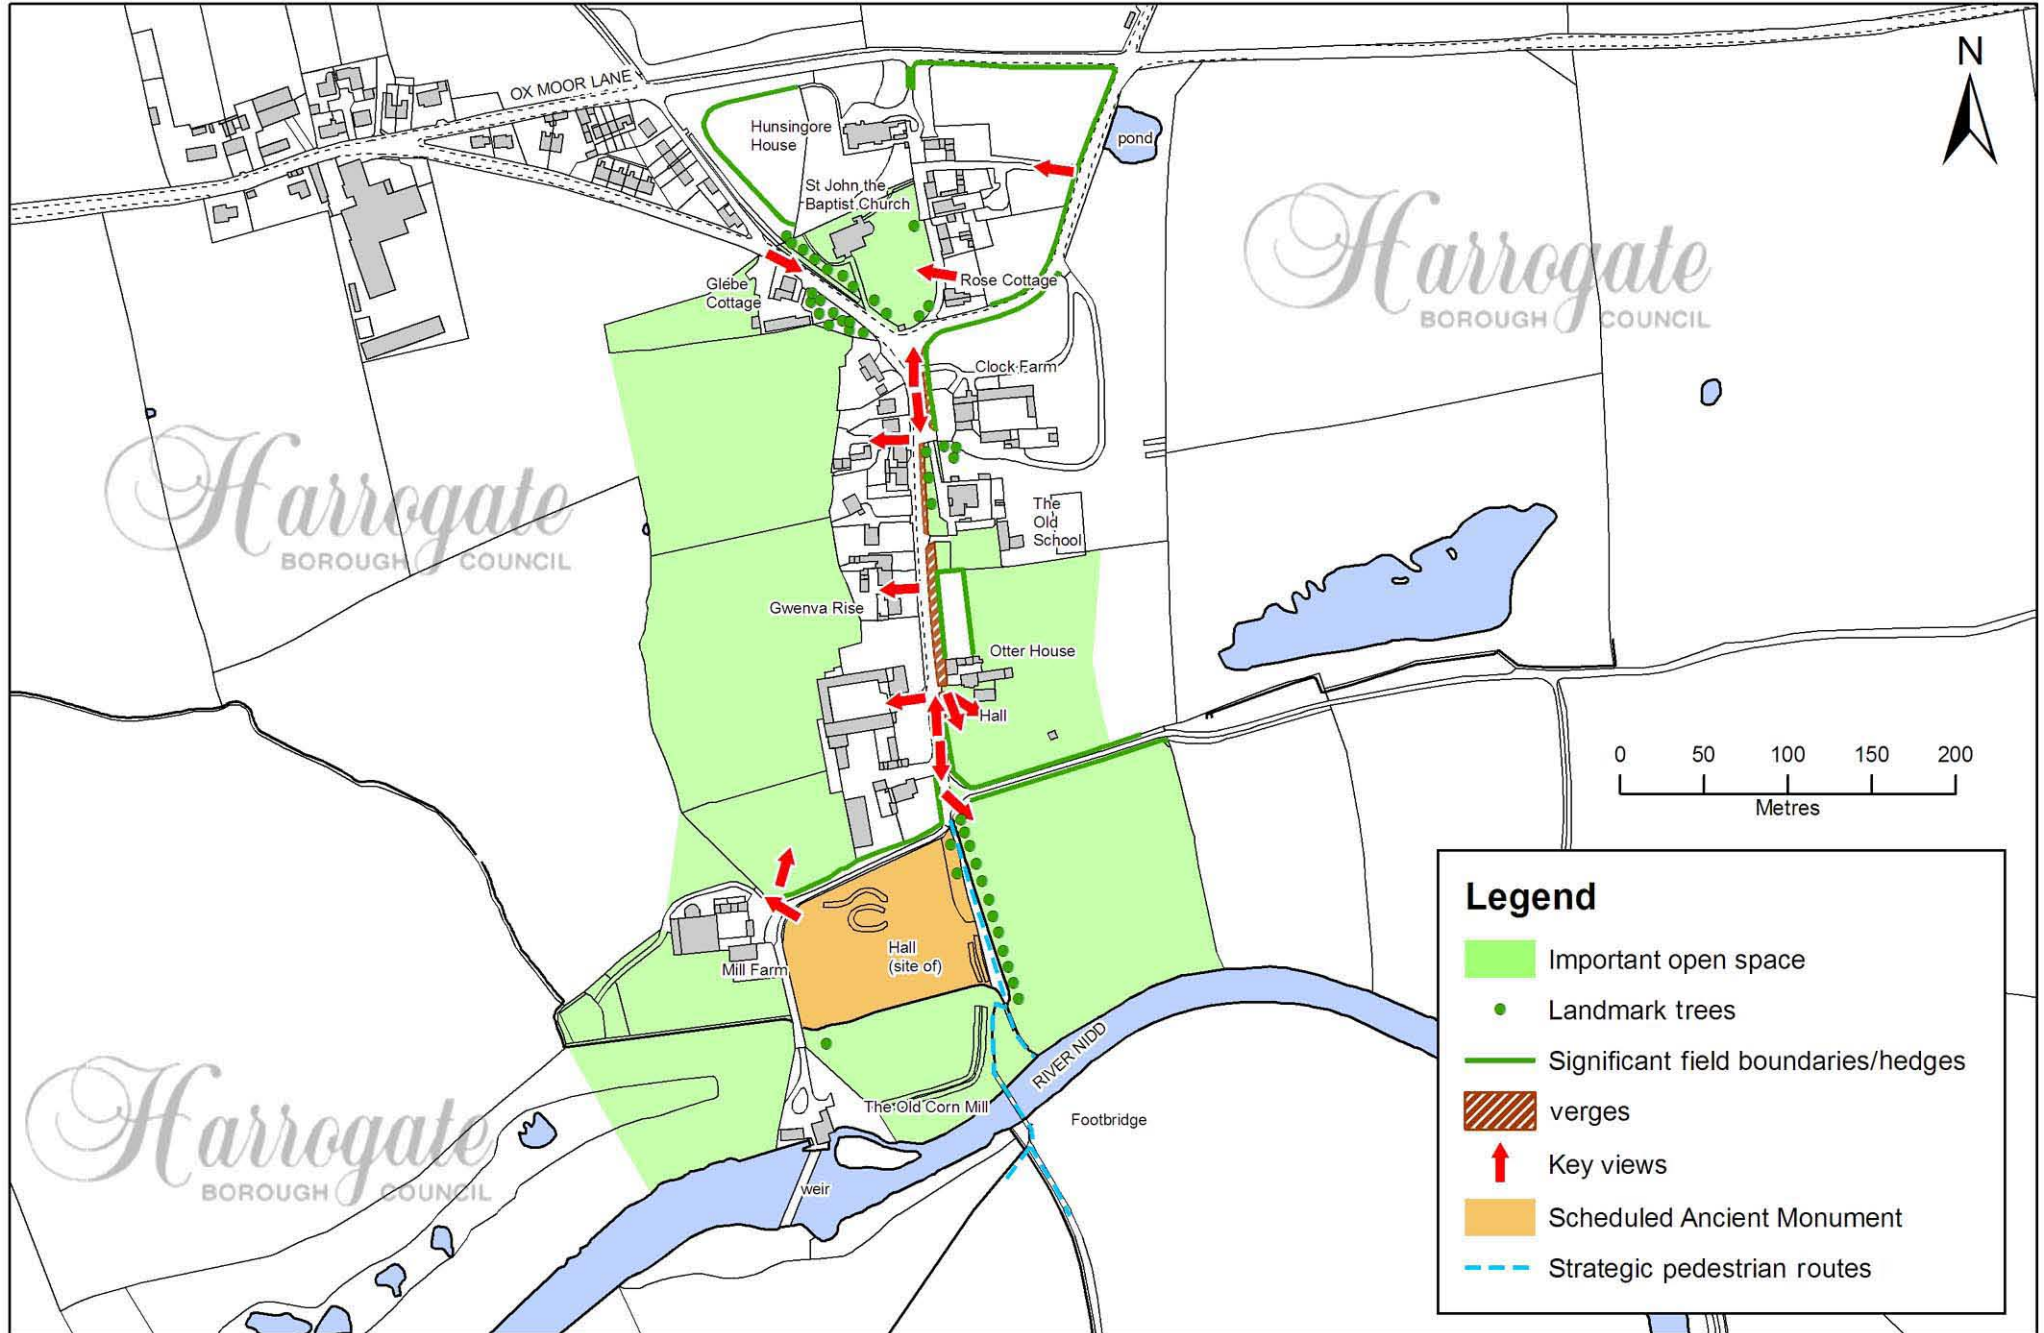 OX MOOR LANE
N
Hunsingore
House
pond
St John the
Baptist Church
Harrogate
BOROUGH COUNCIL
Glebe
Cottage
Rose Cottage
Clock Farm
Harrogate
BOROUGH COUNCIL
The
Old
School
Gwenva Rise
Otter House
Hall
0 50 100 150 200
Metres
Hall
(site of)
Mill Farm
RIVER NIDD
The Old Corn Mill
Footbridge
Harrogate
BOROUGH COUNCIL
weir
Legend
Important open space
Landmark trees
Significant field boundaries/hedges
verges
Key views
Scheduled Ancient Monument
Strategic pedestrian routes